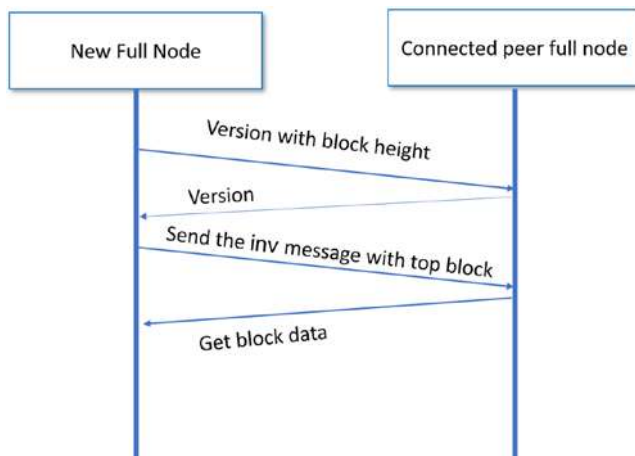 New Full Node
Connected peer full node
Version with block height
Version
Send the inv message with top block
Get block data